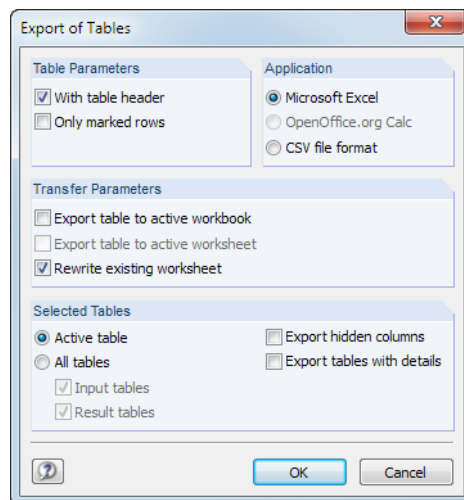 Export of Tables
Table Parameters
With table header
Only marked rows
Application
Microsoft Excel
OpenOffice.org Calc
CSV file format
Transfer Parameters
Export table to active workbook
Export table to active worksheet
Rewrite existing worksheet
Selected Tables
Active table
All tables
Input tables
Result tables
Export hidden columns
Export tables with details
OK
Cancel